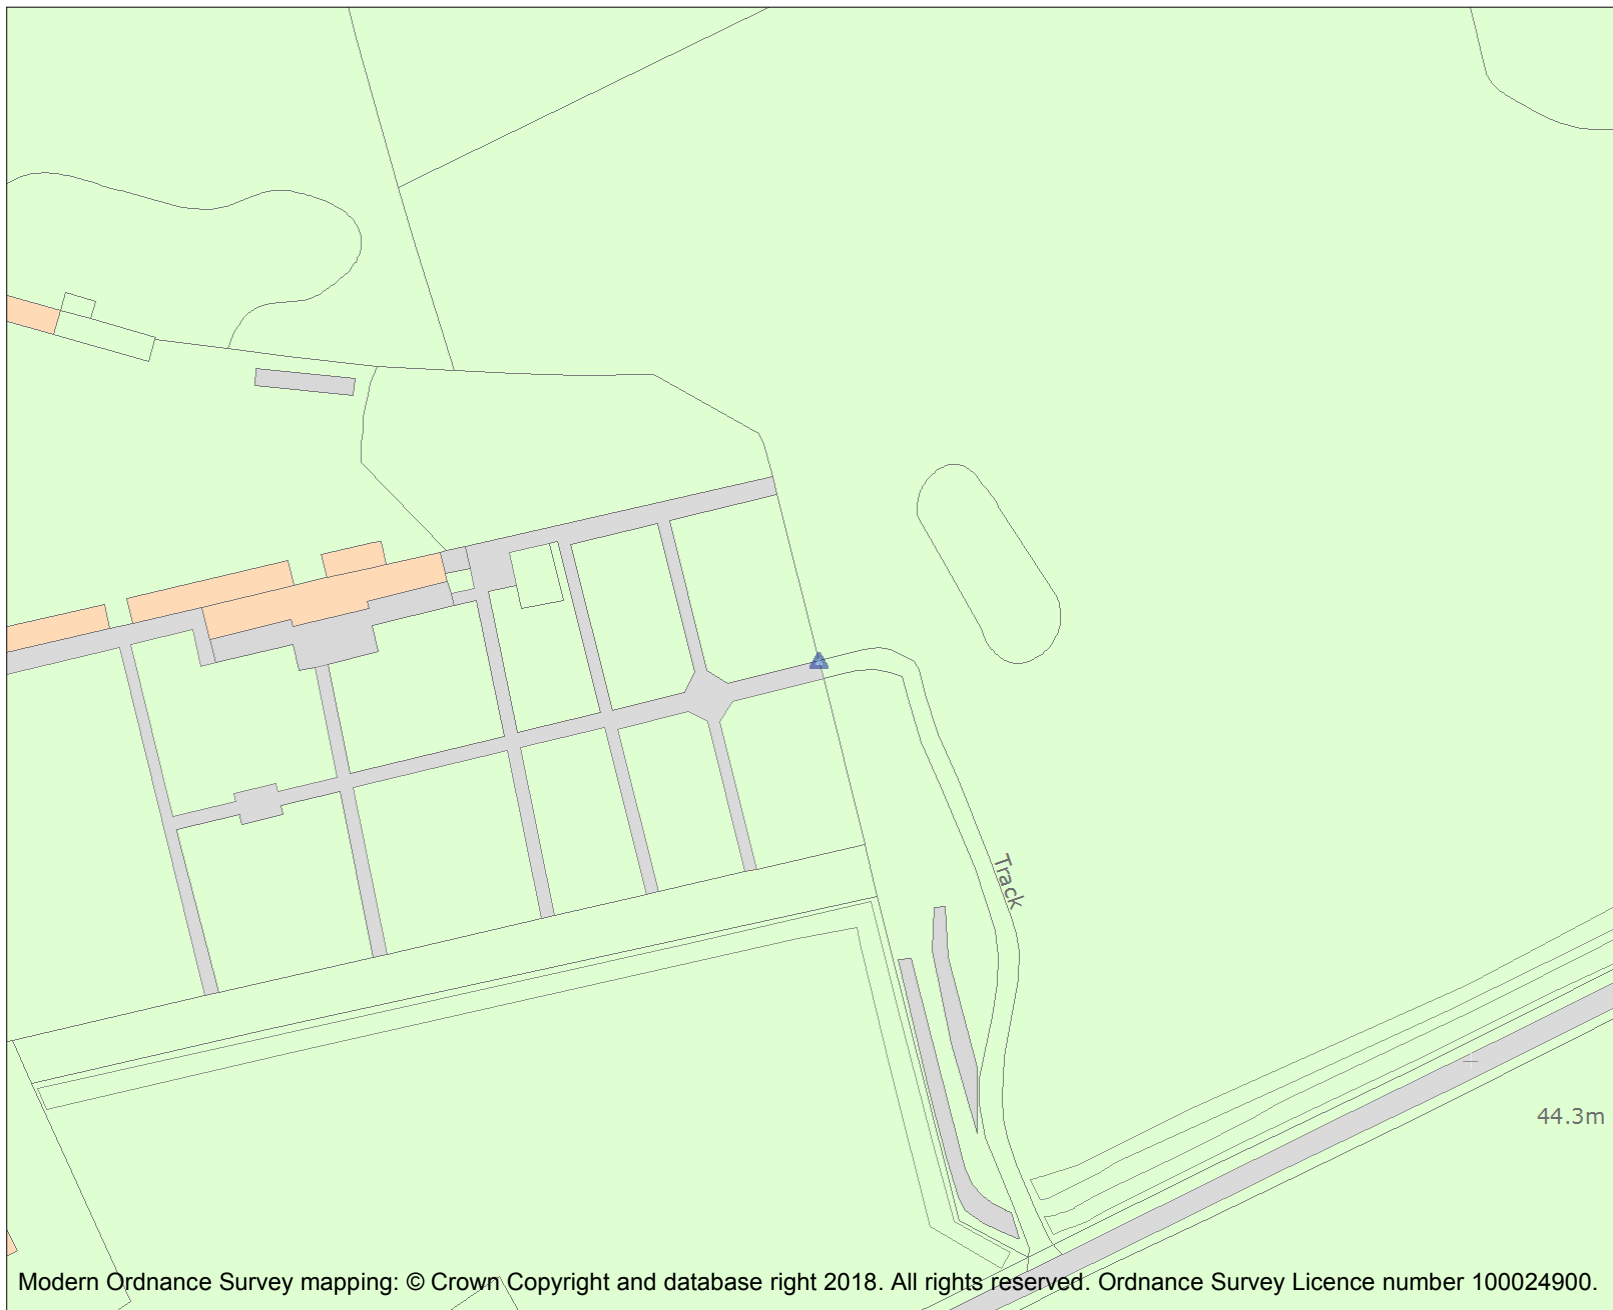 Track
44.3m
Modern Ordnance Survey mapping: © Crown Copyright and database right 2018. All rights reserved. Ordnance Survey Licence number 100024900.